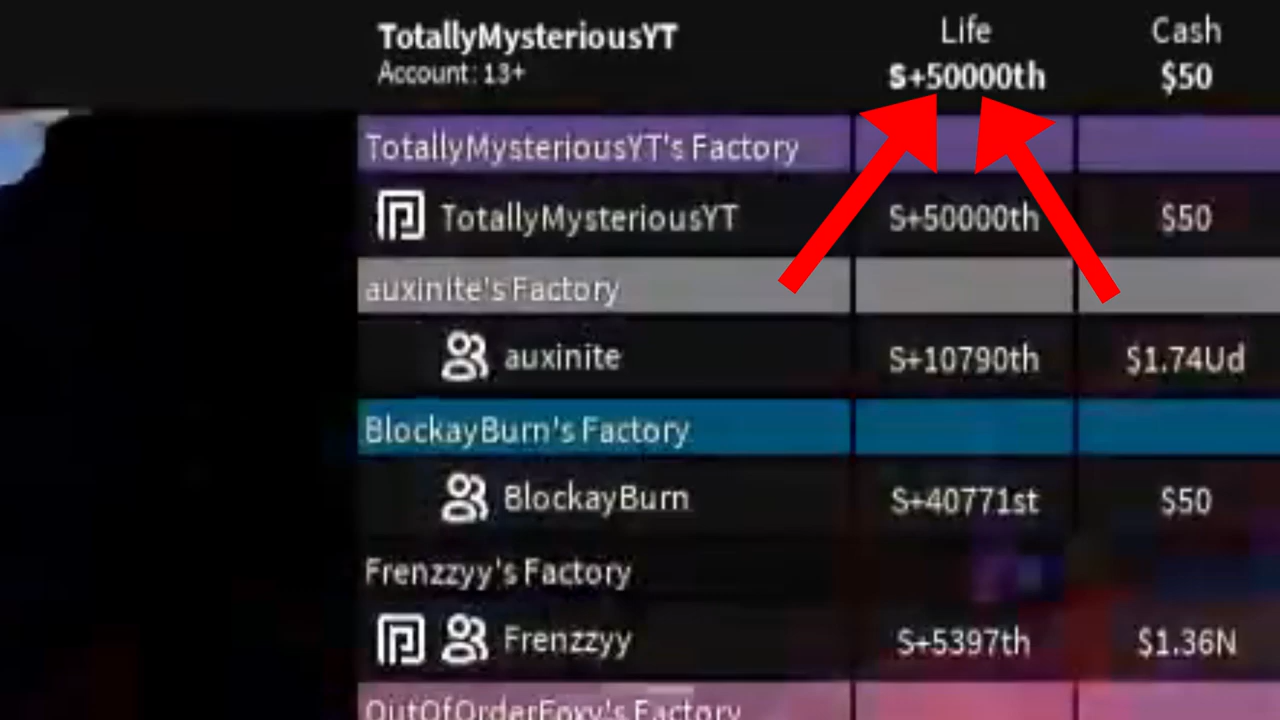 TotallyMysteriousYT Life Cash
Account: 13+ S+50000th $50
TotallyMysteriousYT's Factory
TotallyMysteriousYT S+50000th $50
auxinite's Factory
auxinite S+10790th $1.74Ud
BlockayBurn's Factory
BlockayBurn S+40771st $50
Frenzzyy's Factory
Frenzzyy S+5397th $1.36N
OutOfOrderFoxy's Factory